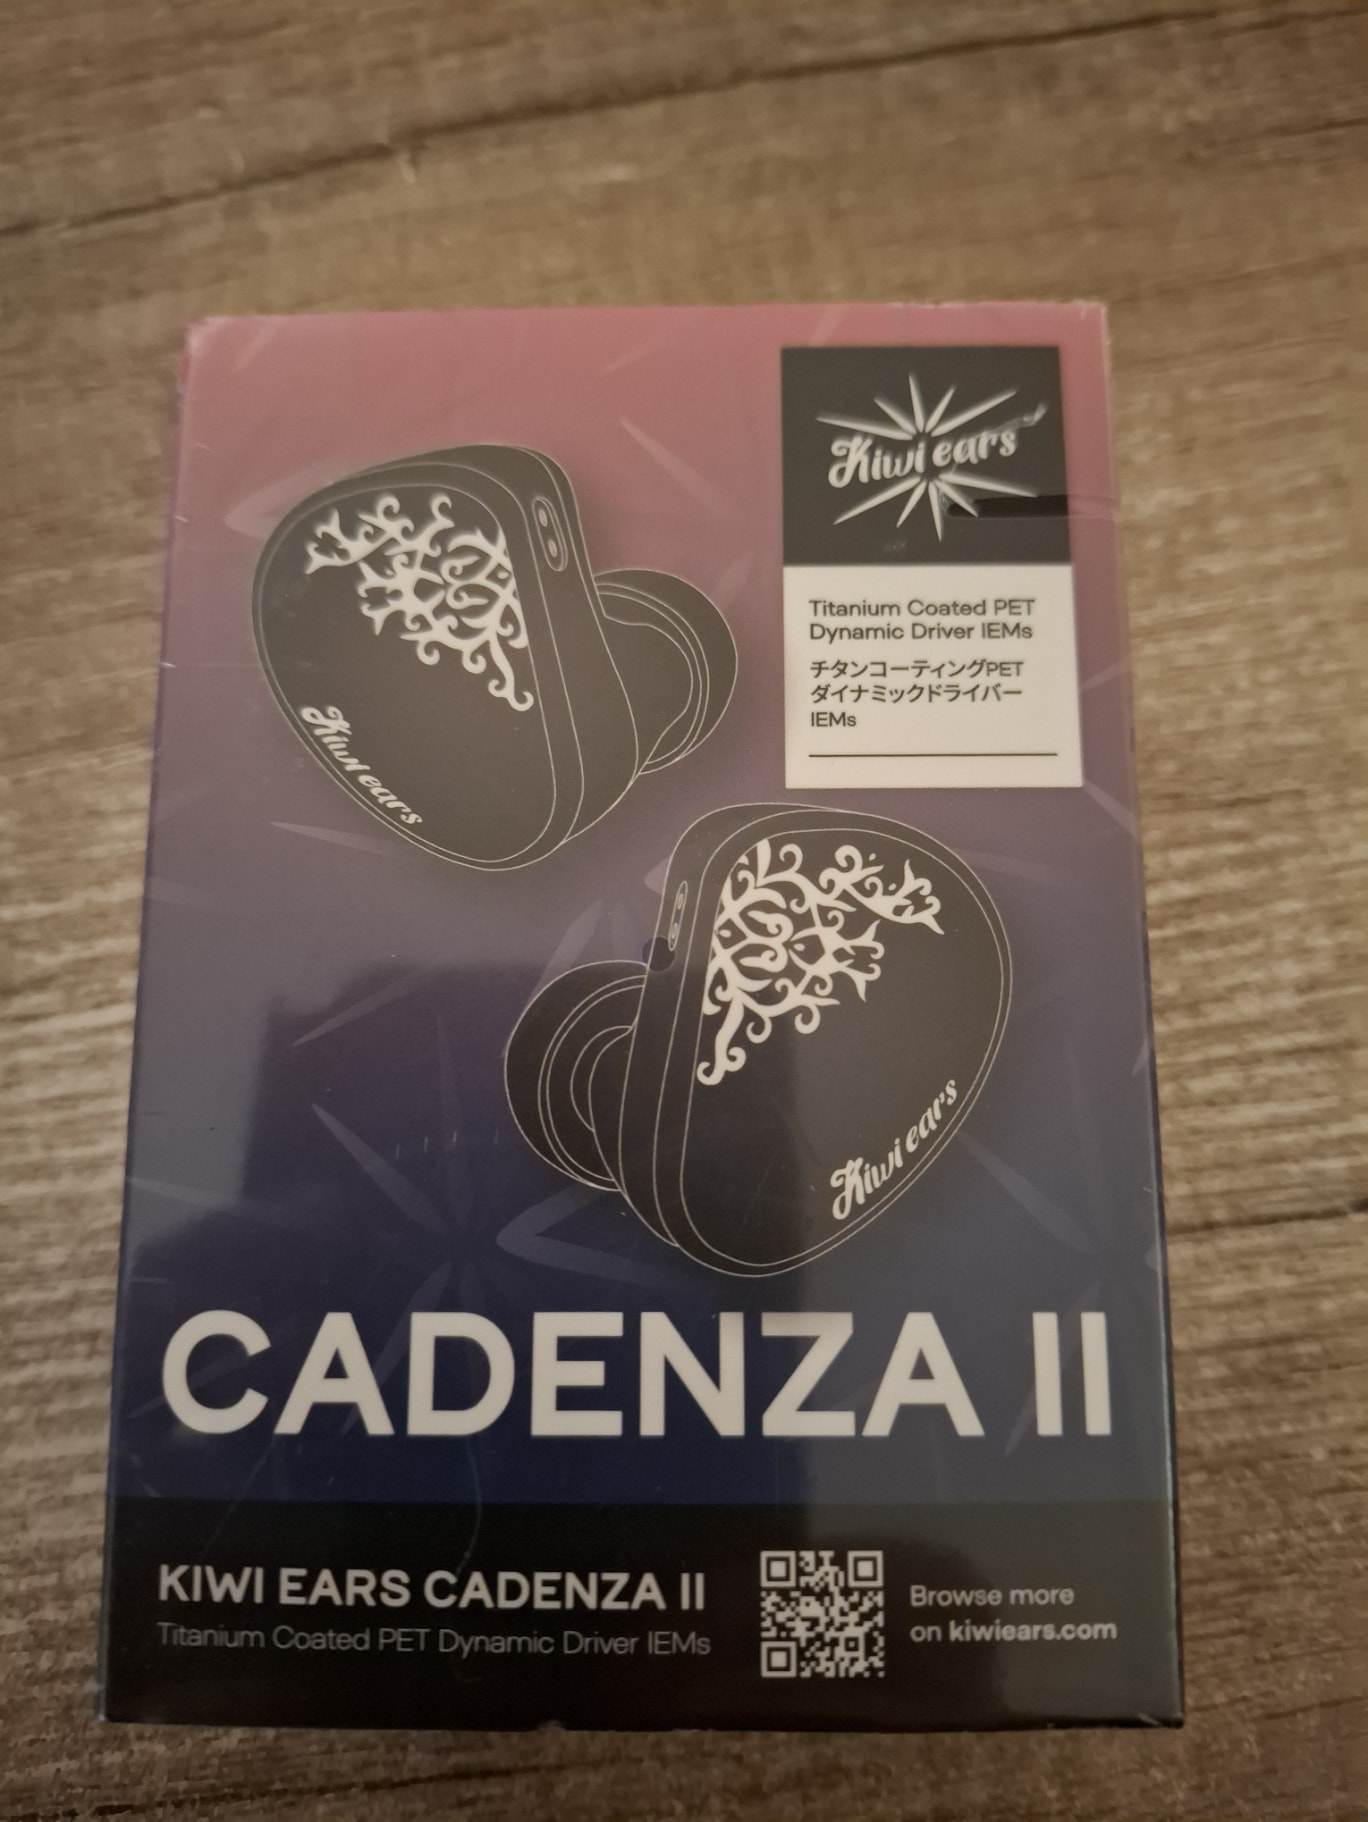 Kiwi ears
Titanium Coated PET
Dynamic Driver IEMs
チタンコーティングPET
ダイナミックドライバー
IEMs
Kiwi ears
Kiwi ears
CADENZA II
KIWI EARS CADENZA II
Titanium Coated PET Dynamic Driver IEMs
Browse more
on kiwiears.com